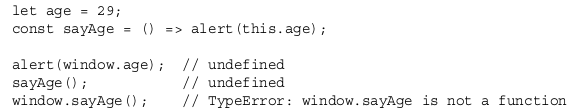 let age = 29;
const sayAge = () => alert(this.age);
alert(window.age);  // undefined
sayAge();           // undefined
window.sayAge();    // TypeError: window.sayAge is not a function